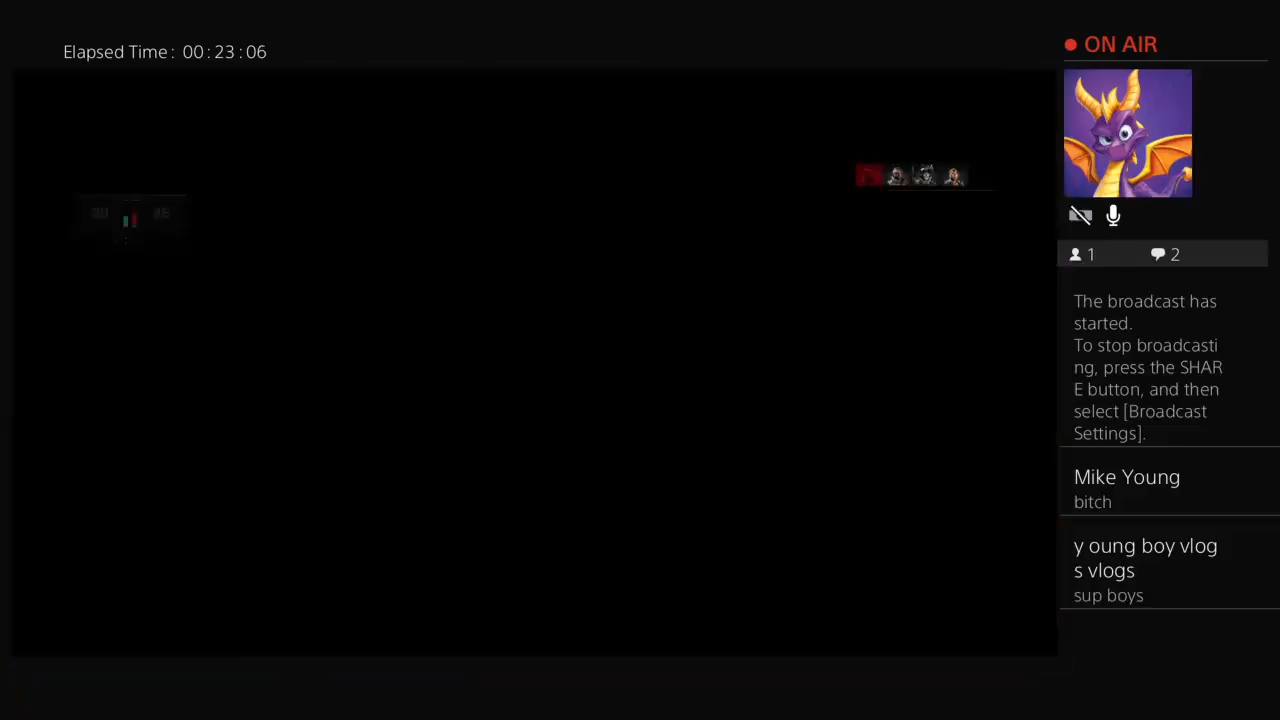 Elapsed Time: 00:23:06
ON AIR
1
2
The broadcast has
started.
To stop broadcasti
ng, press the SHAR
E button, and then
select [Broadcast
Settings].
Mike Young
bitch
y oung boy vlog
s vlogs
sup boys